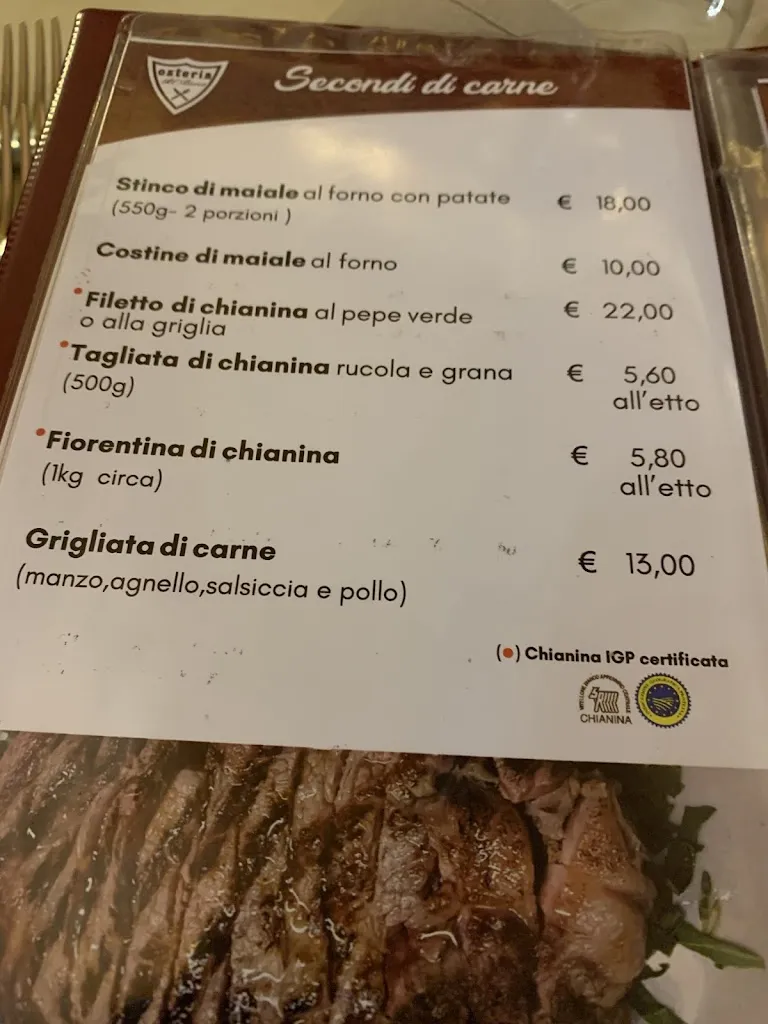 osteria
Secondi di carne
Stinco di maiale al forno con patate € 18,00
(550g- 2 porzioni )
Costine di maiale al forno € 10,00
•Filetto di chianina al pepe verde € 22,00
o alla griglia
•Tagliata di chianina rucola e grana € 5,60
(500g) all'etto
•Fiorentina di chianina € 5,80
(1kg circa) all'etto
Grigliata di carne € 13,00
(manzo,agnello,salsiccia e pollo)
(•) Chianina IGP certificata
CHIANINA